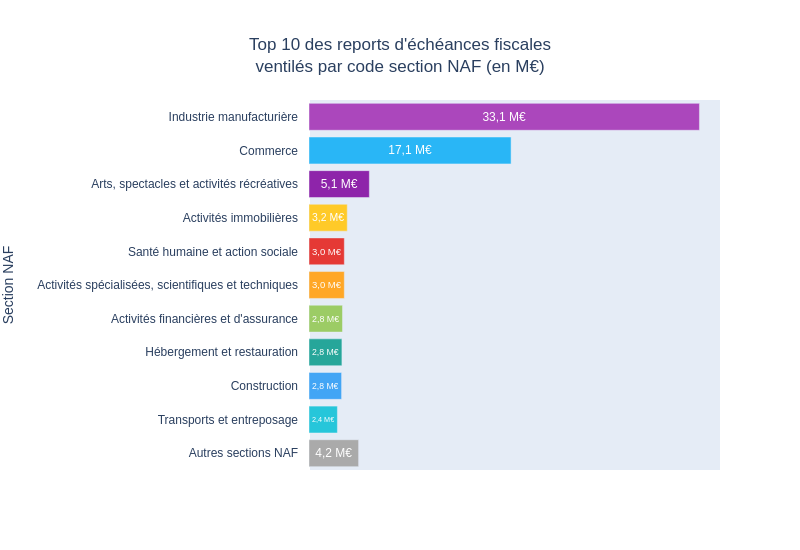 Top 10 des reports d'échéances fiscales
ventilés par code section NAF (en M€)
Section NAF
Industrie manufacturière 33,1 M€
Commerce 17,1 M€
Arts, spectacles et activités récréatives 5,1 M€
Activités immobilières 3,2 M€
Santé humaine et action sociale 3,0 M€
Activités spécialisées, scientifiques et techniques 3,0 M€
Activités financières et d'assurance 2,8 M€
Hébergement et restauration 2,8 M€
Construction 2,8 M€
Transports et entreposage 2,4 M€
Autres sections NAF 4,2 M€